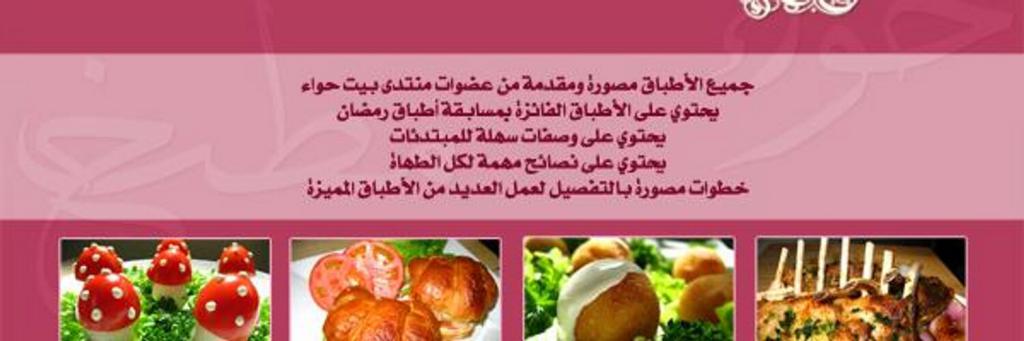 جميع الأطباق مصورة ومقدمة من عضوات منتدى بيت حواء
يحتوي على الأطباق الفائزة بمسابقة أطباق رمضان
يحتوي على وصفات سهلة للمبتدئات
يحتوي على نصائح مهمة لكل الطهاة
خطوات مصورة بالتفصيل لعمل العديد من الأطباق المميزة